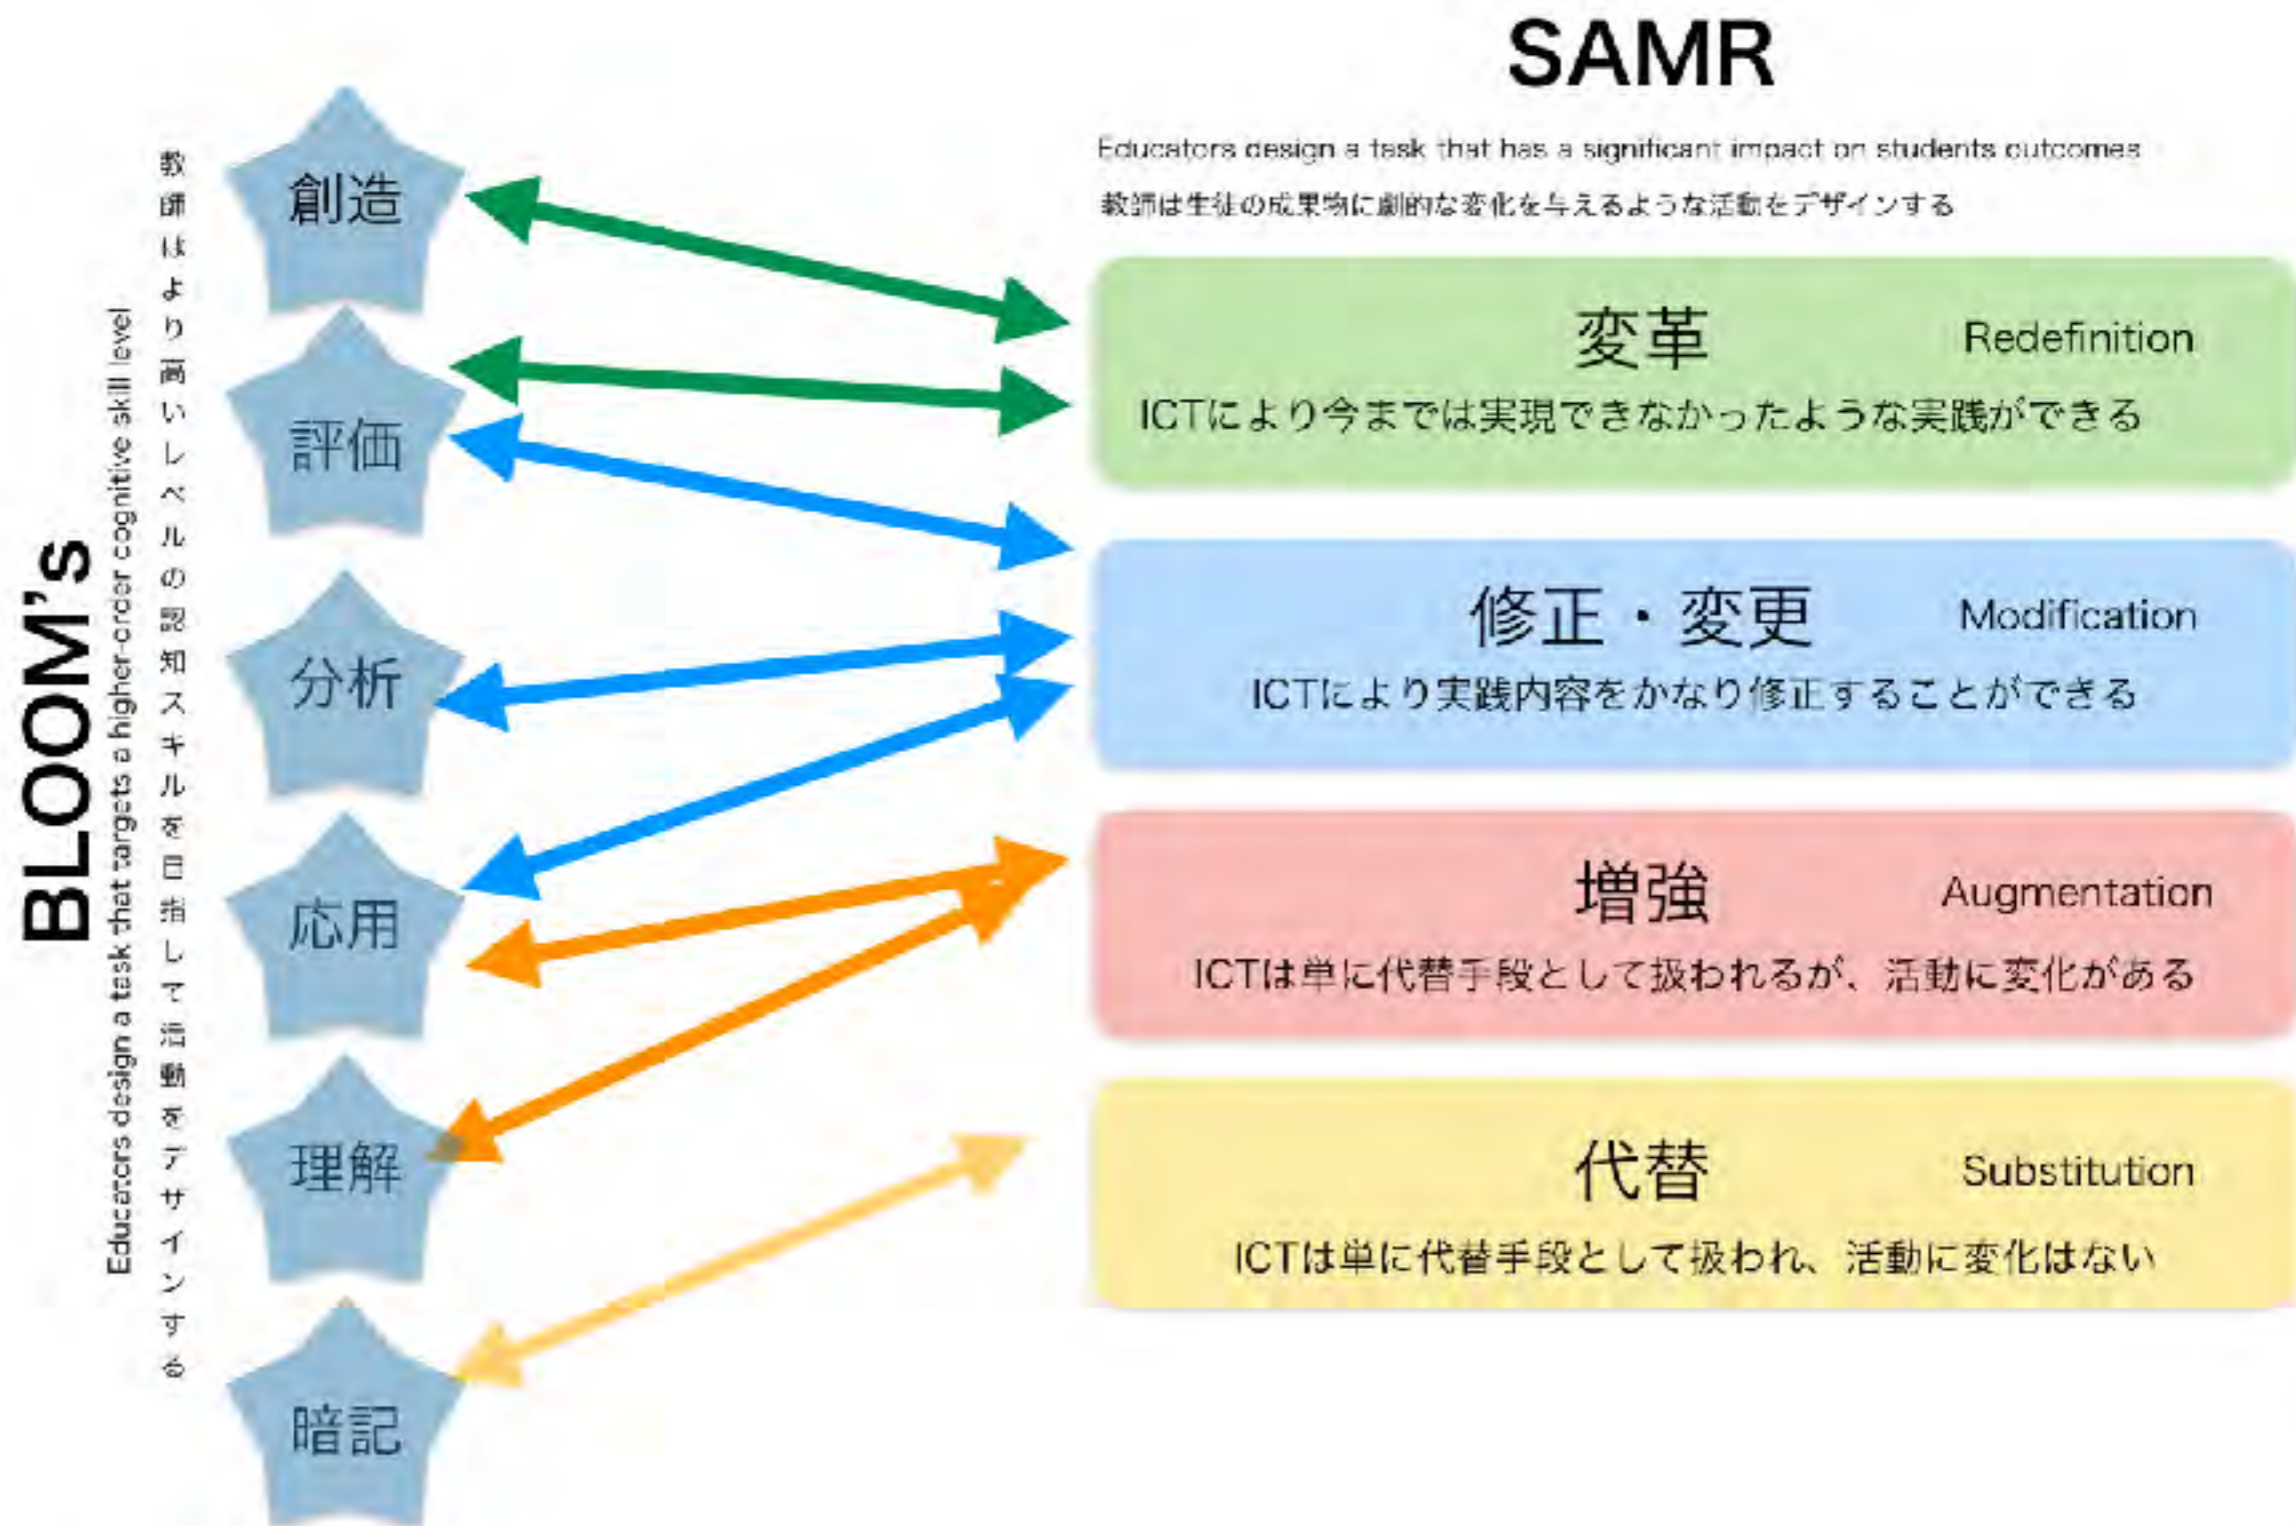 SAMR
Educators design a task that has a significant impact on students outcomes
教師は生徒の成果物に劇的な変化を与えるような活動をデザインする
BLOOM's
Educators design a task that targets a higher-order cognitive skill level
教師はより高いレベルの認知スキルを目指して活動をデザインする
創造
評価
分析
応用
理解
暗記
変革 Redefinition
ICTにより今までは実現できなかったような実践ができる
修正・変更 Modification
ICTにより実践内容をかなり修正することができる
増強 Augmentation
ICTは単に代替手段として扱われるが、活動に変化がある
代替 Substitution
ICTは単に代替手段として扱われ、活動に変化はない